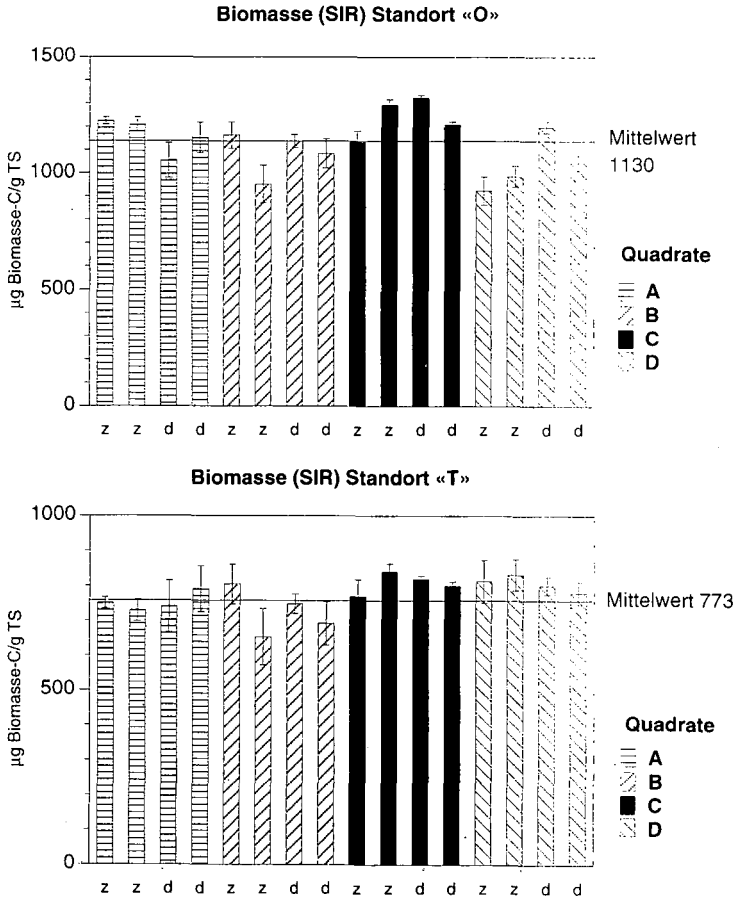 Biomasse (SIR) Standort «O»
µg Biomasse-C/g TS
1500
1000
500
0
Mittelwert
1130
Quadrate
A
B
C
D
z z d d z z d d z z d d z z d d
Biomasse (SIR) Standort «T»
µg Biomasse-C/g TS
1000
500
0
Mittelwert 773
Quadrate
A
B
C
D
z z d d z z d d z z d d z z d d